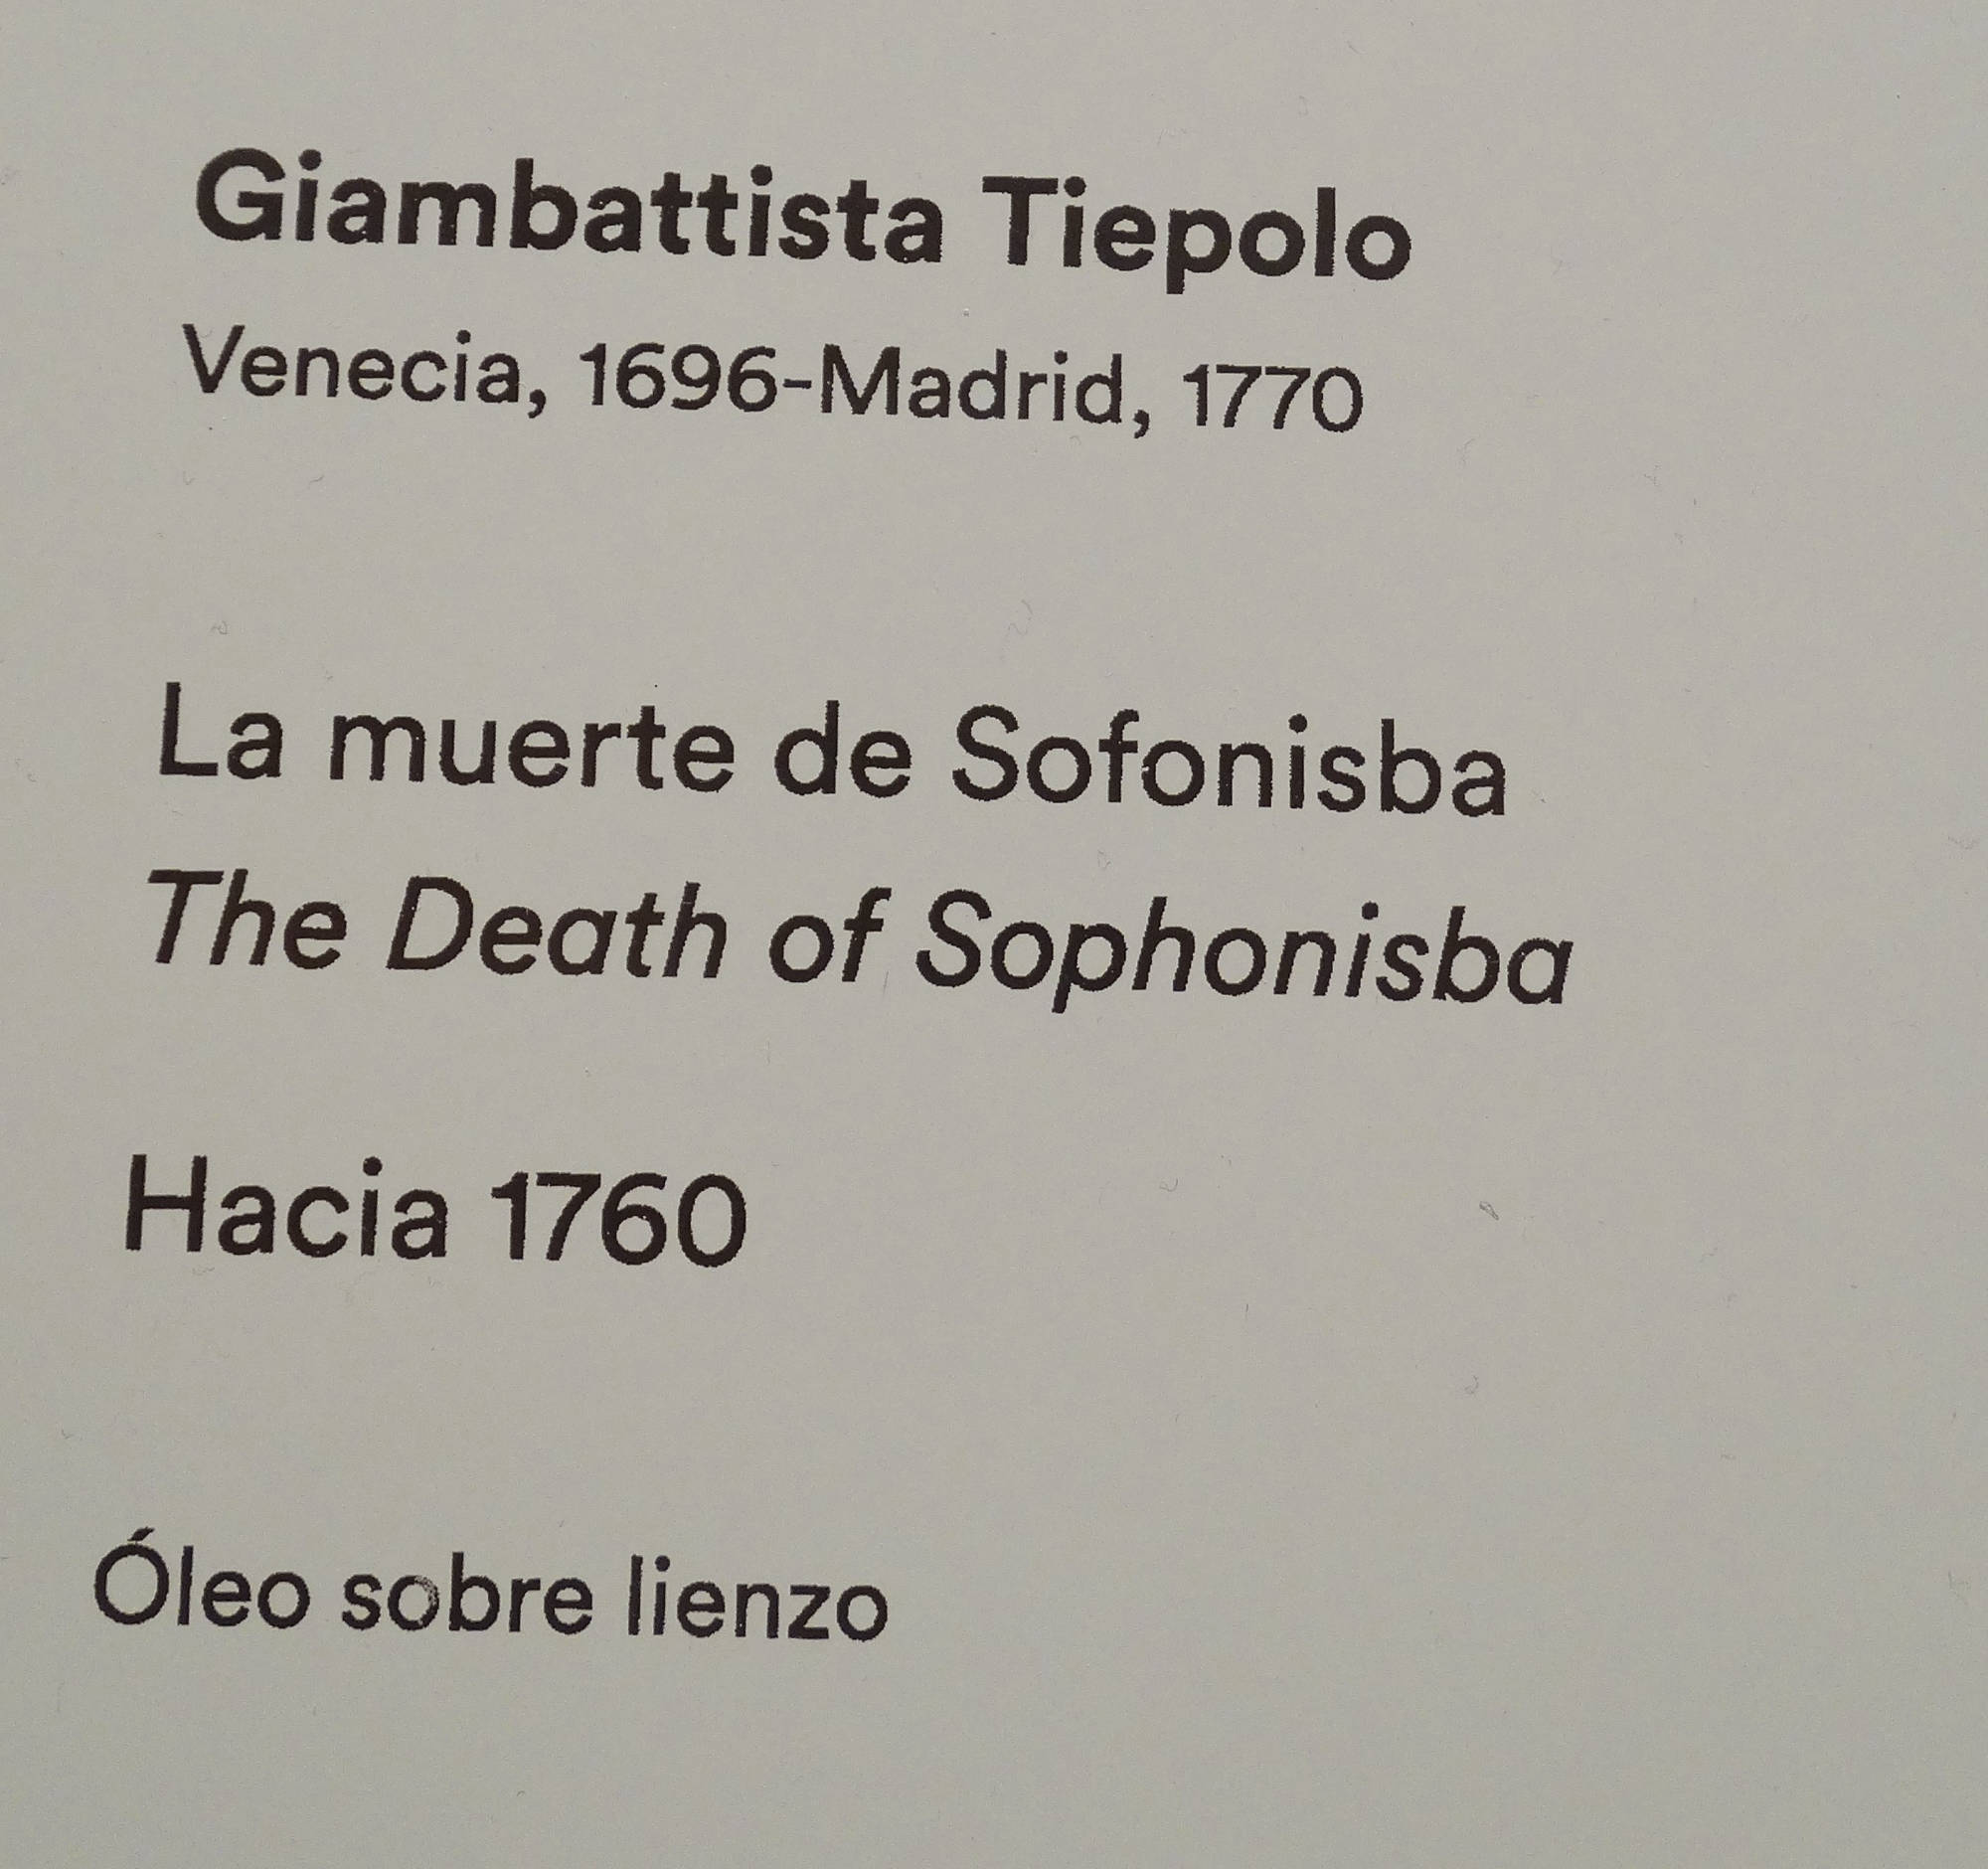 Giambattista Tiepolo
Venecia, 1696-Madrid, 1770
La muerte de Sofonisba
The Death of Sophonisba
Hacia 1760
Óleo sobre lienzo